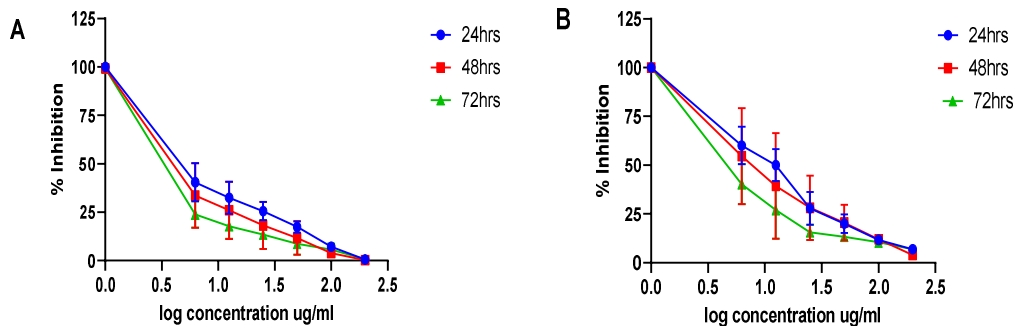 A
% Inhibition
125
100
75
50
25
0
0.0 0.5 1.0 1.5 2.0 2.5
log concentration ug/ml
24hrs
48hrs
72hrs
B
% Inhibition
125
100
75
50
25
0
0.0 0.5 1.0 1.5 2.0 2.5
log concentration ug/ml
24hrs
48hrs
72hrs